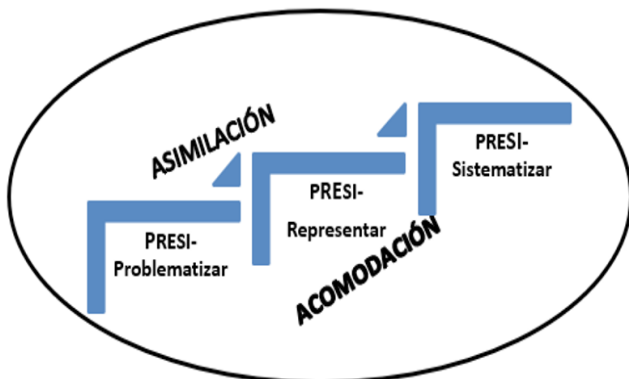 ASIMILACIÓN
PRESI-
Problematizar
PRESI-
Representar
PRESI-
Sistematizar
ACOMODACIÓN